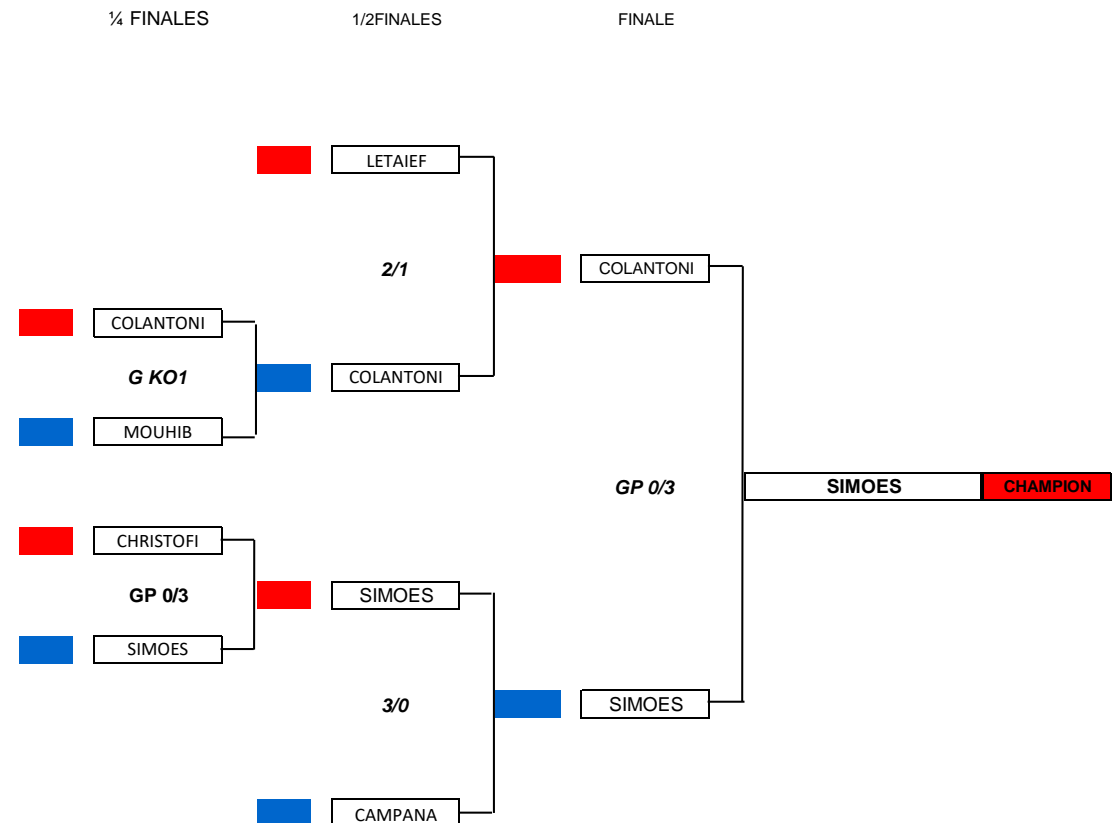 ¼ FINALES
1/2FINALES
FINALE
LETAIEF
2/1
COLANTONI
COLANTONI
G KO1
COLANTONI
MOUHIB
GP 0/3
SIMOES
CHAMPION
CHRISTOFI
GP 0/3
SIMOES
SIMOES
3/0
SIMOES
CAMPANA